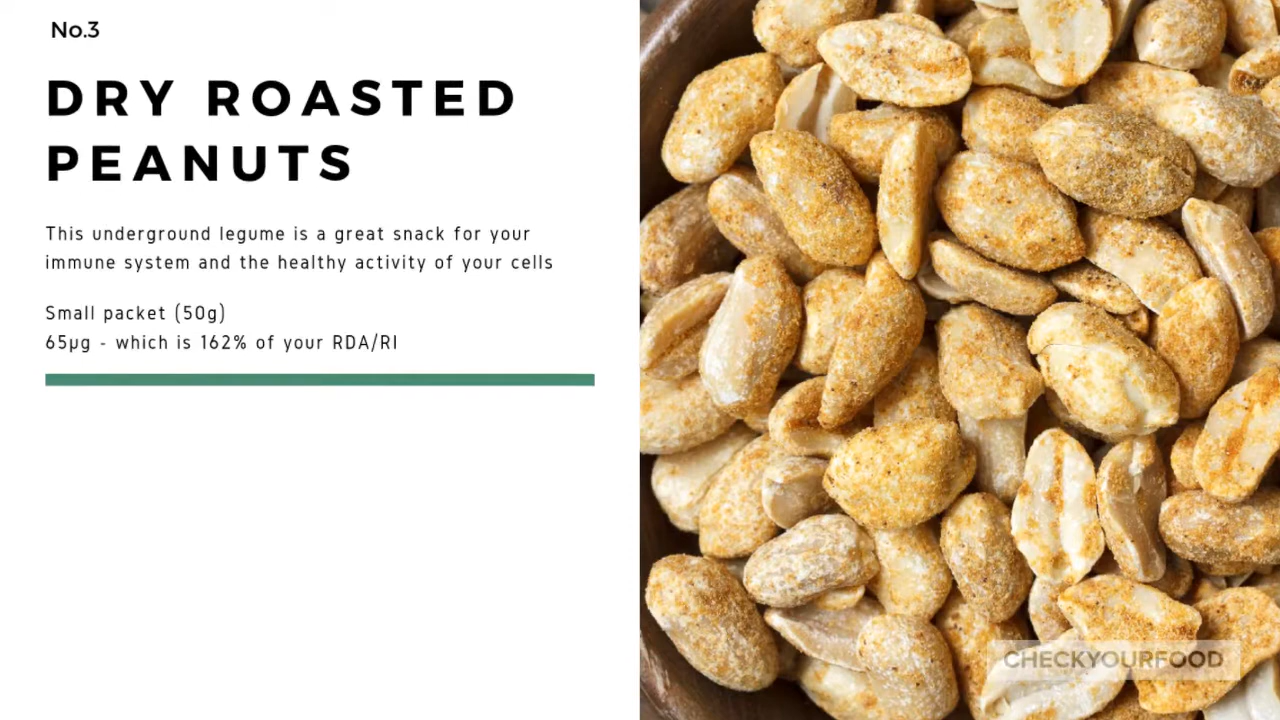 No.3
DRY ROASTED
PEANUTS
This underground legume is a great snack for your
immune system and the healthy activity of your cells
Small packet (50g)
65µg - which is 162% of your RDA/RI
CHECKYOURFOOD